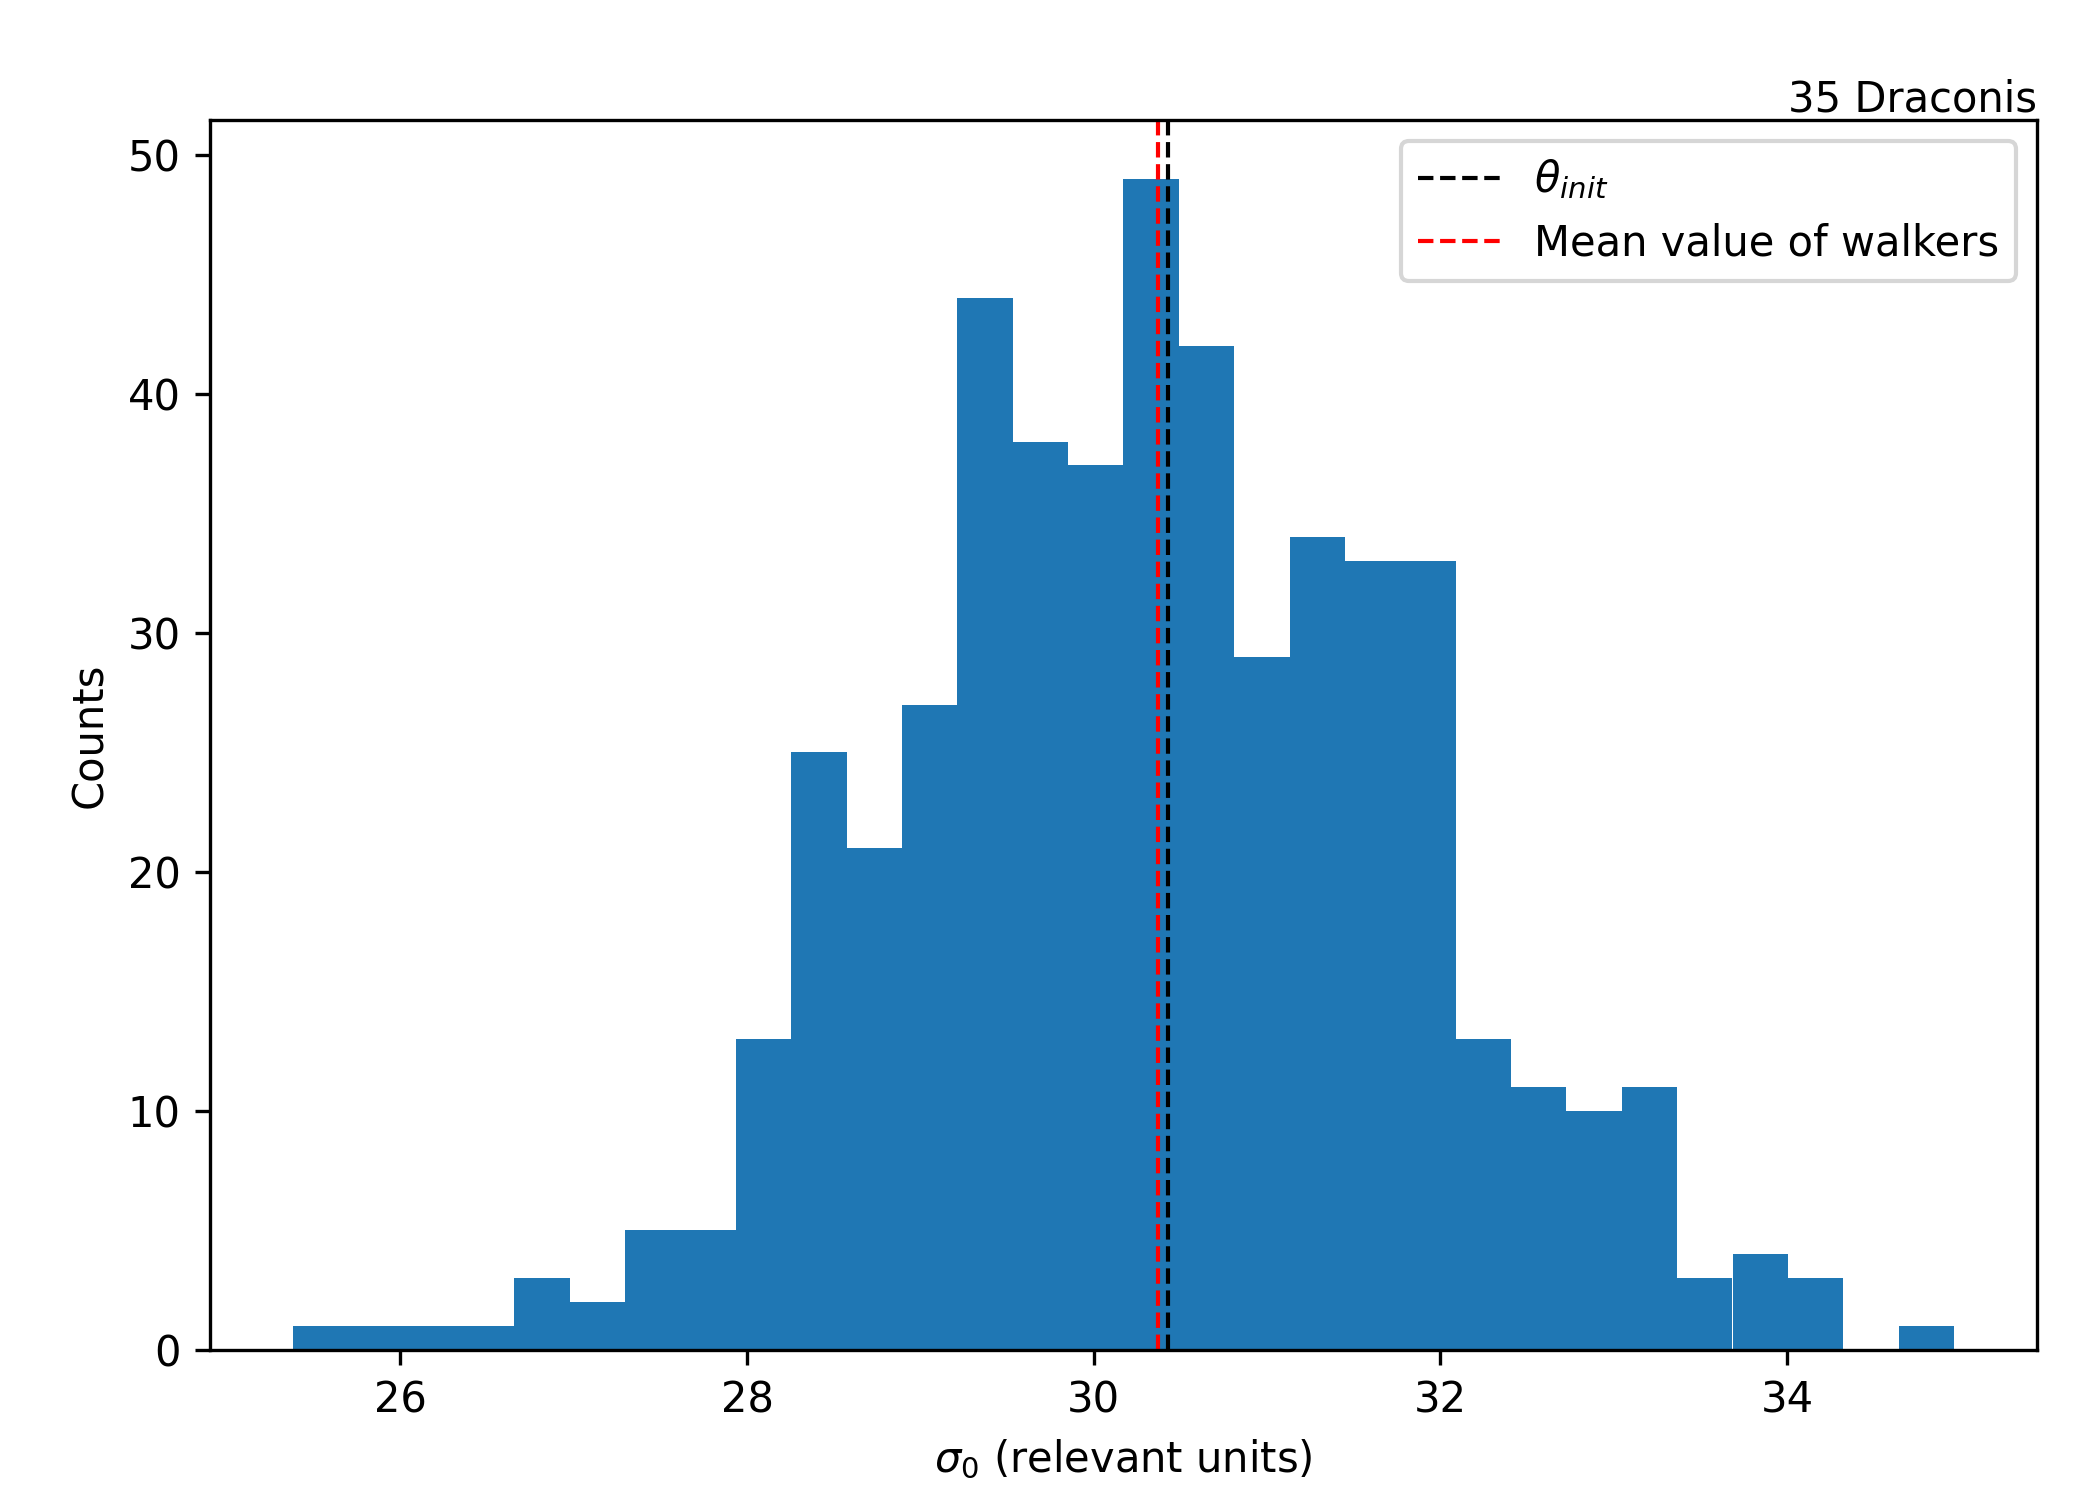 35 Draconis
50
40
30
20
10
0
Counts
θ_init
Mean value of walkers
26 28 30 32 34
σ₀ (relevant units)